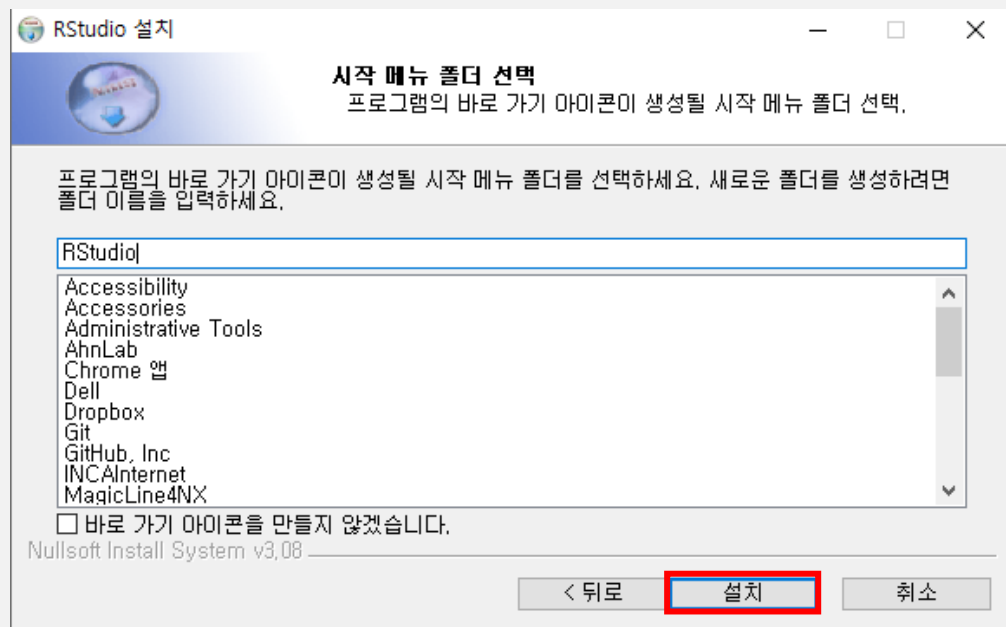 RStudio 설치
시작 메뉴 폴더 선택
프로그램의 바로 가기 아이콘이 생성될 시작 메뉴 폴더 선택.
프로그램의 바로 가기 아이콘이 생성될 시작 메뉴 폴더를 선택하세요. 새로운 폴더를 생성하려면
폴더 이름을 입력하세요.
RStudio
Accessibility
Accessories
Administrative Tools
AhnLab
Chrome 앱
Dell
Dropbox
Git
GitHub, Inc
INCAInternet
MagicLine4NX
바로 가기 아이콘을 만들지 않겠습니다.
Nullsoft Install System v3.08
< 뒤로
설치
취소